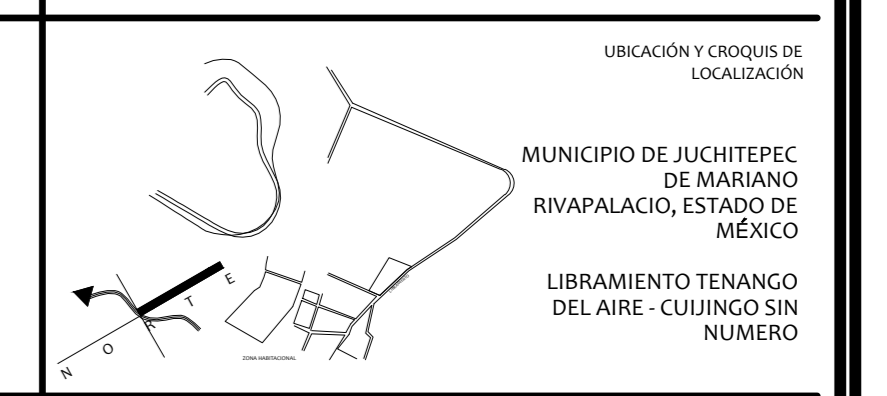 UBICACIÓN Y CROQUIS DE
LOCALIZACIÓN
MUNICIPIO DE JUCHITEPEC
DE MARIANO
RIVAPALACIO, ESTADO DE
MÉXICO
LIBRAMIENTO TENANGO
DEL AIRE - CUIJINGO SIN
NUMERO
NORTE
ZONA HABITACIONAL